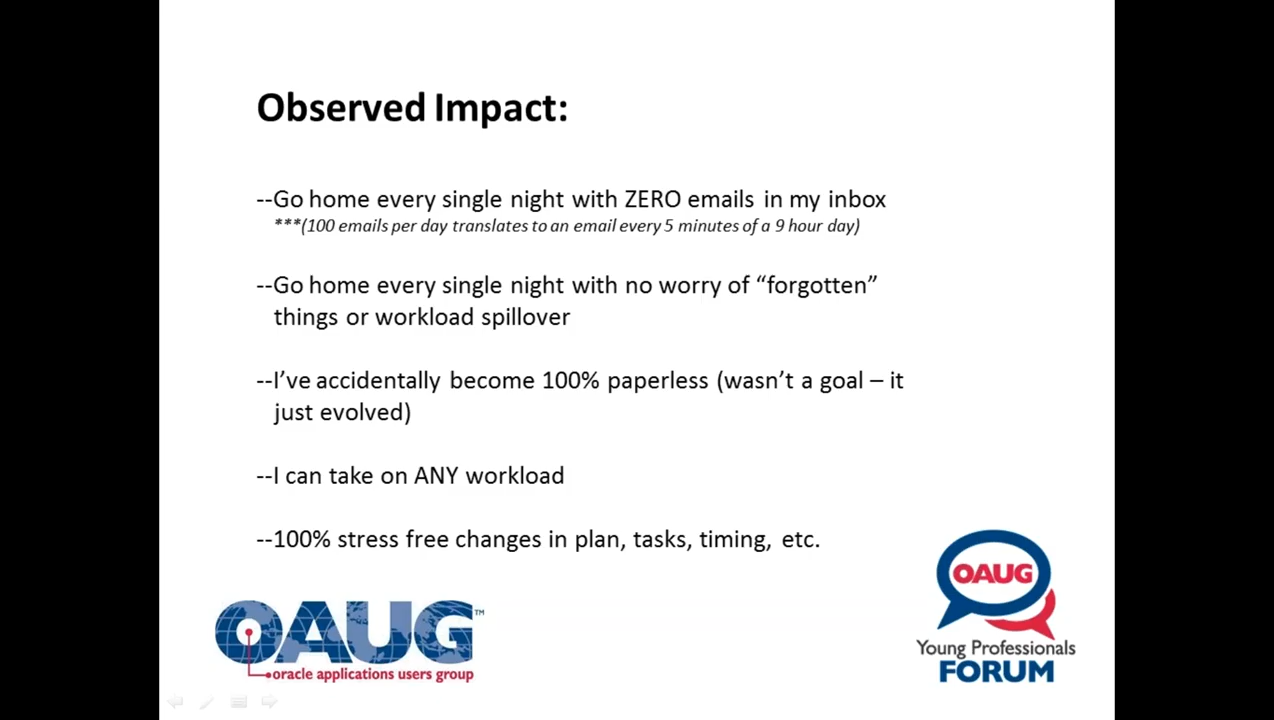 Observed Impact:
--Go home every single night with ZERO emails in my inbox
***(100 emails per day translates to an email every 5 minutes of a 9 hour day)
--Go home every single night with no worry of “forgotten”
things or workload spillover
--I’ve accidentally become 100% paperless (wasn’t a goal – it
just evolved)
--I can take on ANY workload
--100% stress free changes in plan, tasks, timing, etc.
OAUG™
oracle applications users group
OAUG
Young Professionals
FORUM